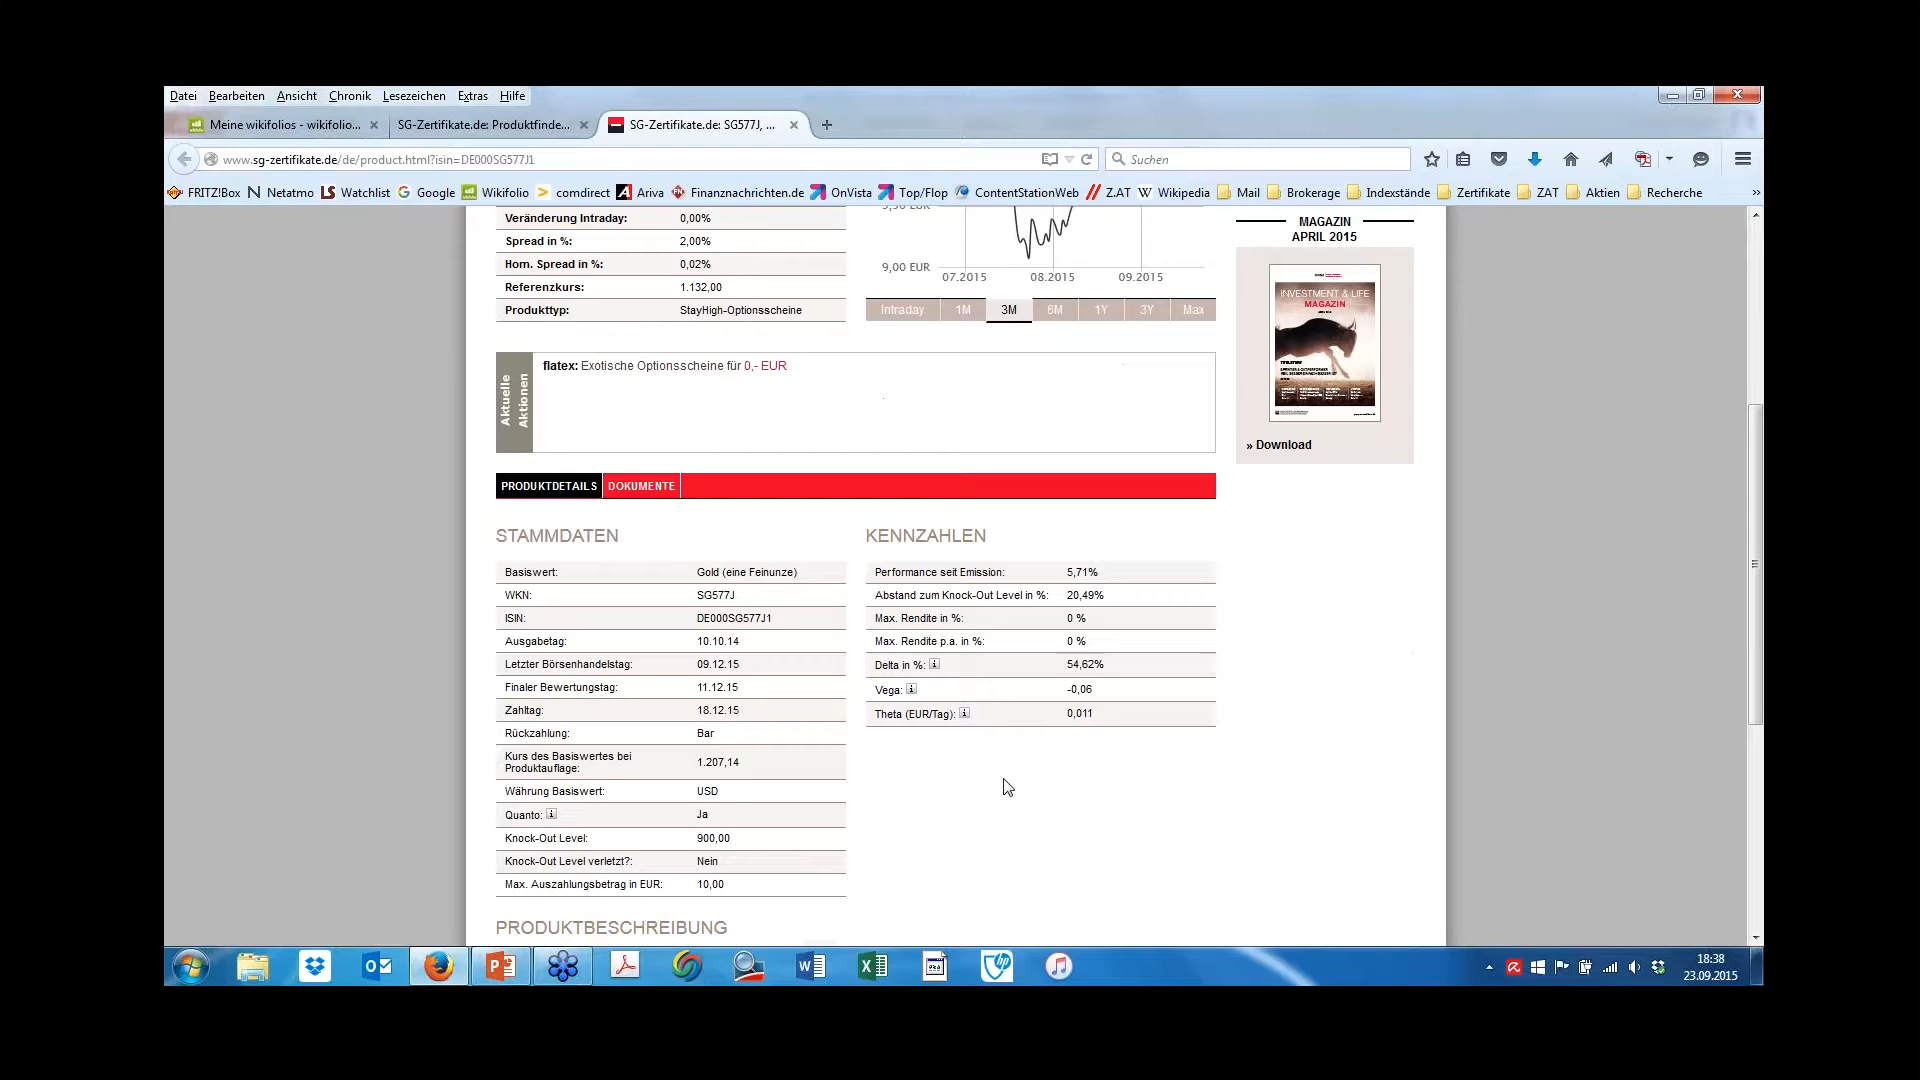 Datei Bearbeiten Ansicht Chronik Lesezeichen Extras Hilfe
Meine wikifolios - wikifolio... SG-Zertifikate.de: Produktfinde... SG-Zertifikate.de: SG577J, ...
www.sg-zertifikate.de/de/product.html?isin=DE000SG577J1 Suchen
FRITZ!Box Netatmo Watchlist Google Wikifolio comdirect Ariva Finanznachrichten.de OnVista Top/Flop ContentStationWeb Z.AT Wikipedia Mail Brokerage Indexstände Zertifikate ZAT Aktien Recherche »
Veränderung Intraday: 0,00%
Spread in %: 2,00%
Hom. Spread in %: 0,02%
Referenzkurs: 1.132,00
Produkttyp: StayHigh-Optionsscheine
9,50 EUR
9,00 EUR
07.2015 08.2015 09.2015
Intraday 1M 3M 6M 1Y 3Y Max
MAGAZIN
APRIL 2015
INVESTMENT & LIFE
MAGAZIN
» Download
Aktuelle
Aktionen
flatex: Exotische Optionsscheine für 0,- EUR
PRODUKTDETAILS DOKUMENTE
STAMMDATEN
Basiswert: Gold (eine Feinunze)
WKN: SG577J
ISIN: DE000SG577J1
Ausgabetag: 10.10.14
Letzter Börsenhandelstag: 09.12.15
Finaler Bewertungstag: 11.12.15
Zahltag: 18.12.15
Rückzahlung: Bar
Kurs des Basiswertes bei
Produktauflage: 1.207,14
Währung Basiswert: USD
Quanto: Ja
Knock-Out Level: 900,00
Knock-Out Level verletzt?: Nein
Max. Auszahlungsbetrag in EUR: 10,00
KENNZAHLEN
Performance seit Emission: 5,71%
Abstand zum Knock-Out Level in %: 20,49%
Max. Rendite in %: 0 %
Max. Rendite p.a. in %: 0 %
Delta in %: 54,62%
Vega: -0,06
Theta (EUR/Tag): 0,011
PRODUKTBESCHREIBUNG
18:38
23.09.2015